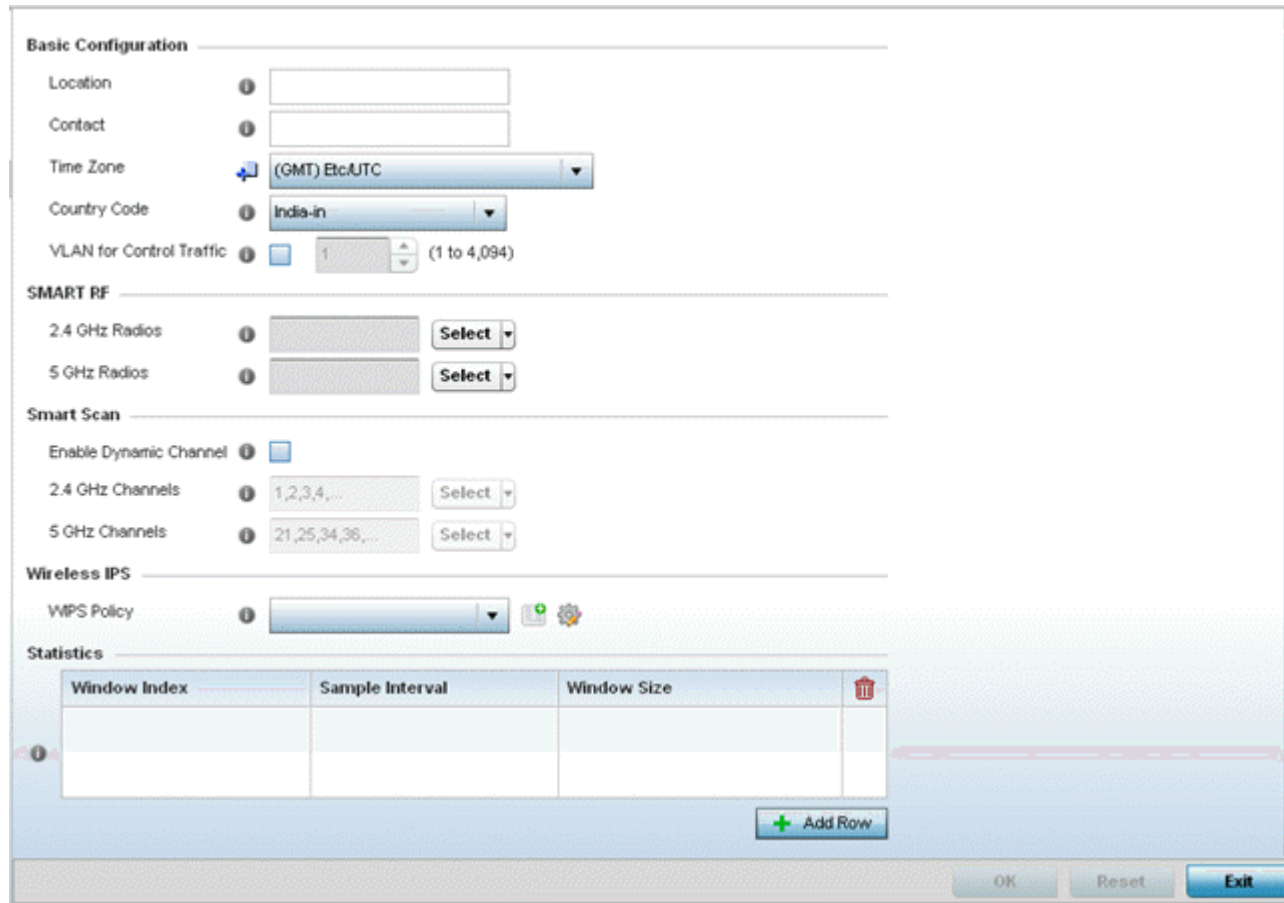 Basic Configuration
Location
Contact
Time Zone (GMT) Etc/UTC
Country Code India-in
VLAN for Control Traffic 1 (1 to 4,094)
SMART RF
2.4 GHz Radios Select
5 GHz Radios Select
Smart Scan
Enable Dynamic Channel
2.4 GHz Channels 1,2,3,4,... Select
5 GHz Channels 21,25,34,36,... Select
Wireless IPS
WIPS Policy
Statistics
Window Index Sample Interval Window Size
Add Row
OK Reset Exit